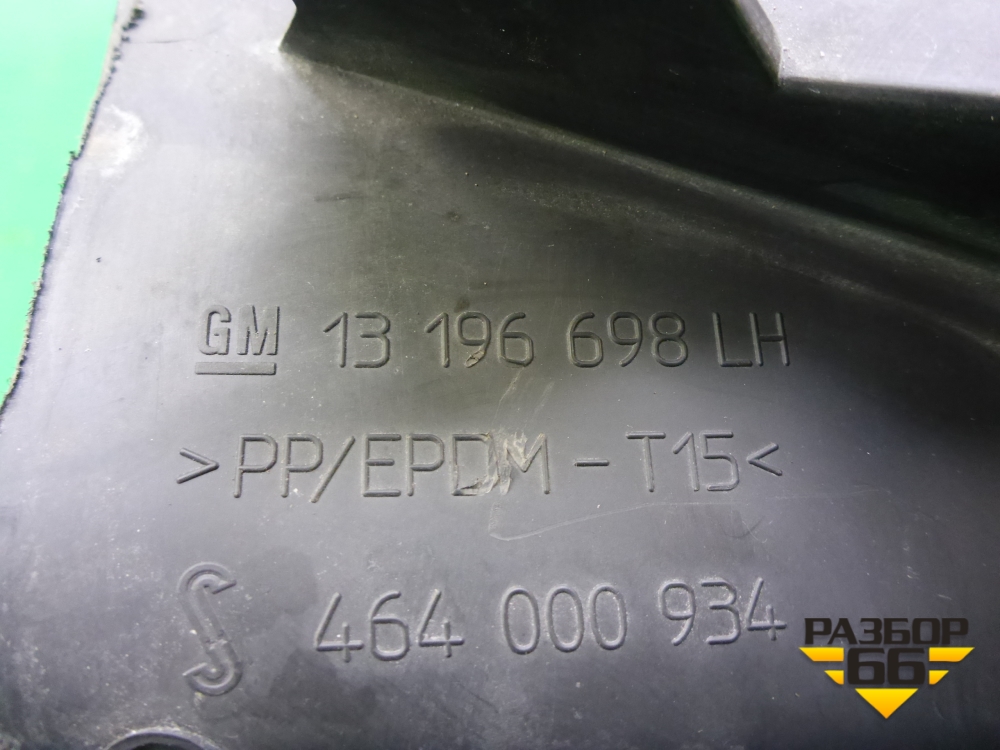 GM 13 196 698 LH
>PP/EPDM-T15<
S 464 000 934
РАЗБОР
66